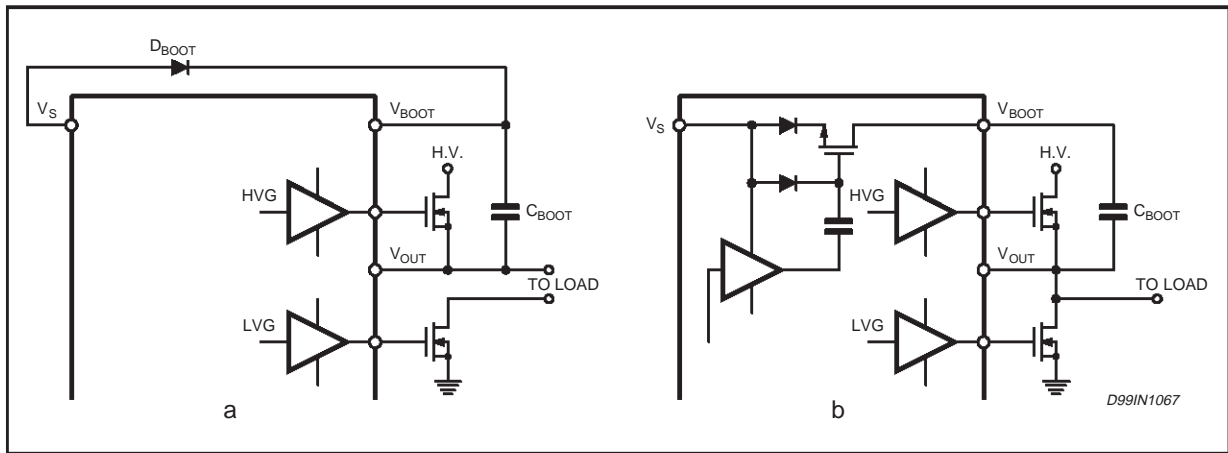 DBOOT
VS
VBOOT
H.V.
HVG
CBOOT
VOUT
TO LOAD
LVG
a
VS
VBOOT
H.V.
HVG
CBOOT
VOUT
TO LOAD
LVG
b
D99IN1067